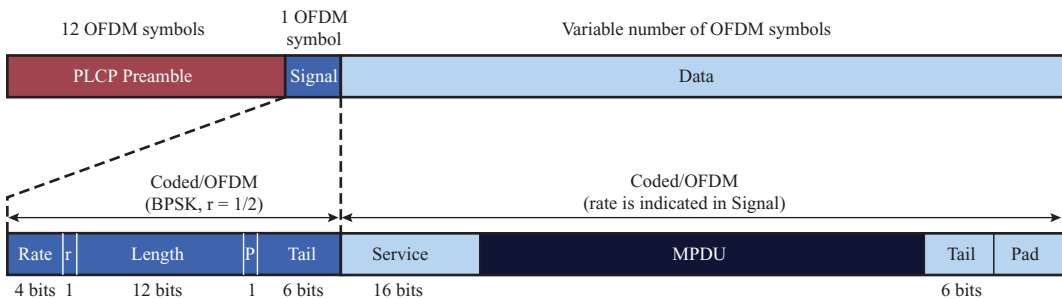 12 OFDM symbols
1 OFDM
symbol
Variable number of OFDM symbols
PLCP Preamble
Signal
Data
Coded/OFDM
(BPSK, r = 1/2)
Coded/OFDM
(rate is indicated in Signal)
Rate
r
Length
P
Tail
Service
MPDU
Tail
Pad
4 bits
1
12 bits
1
6 bits
16 bits
6 bits